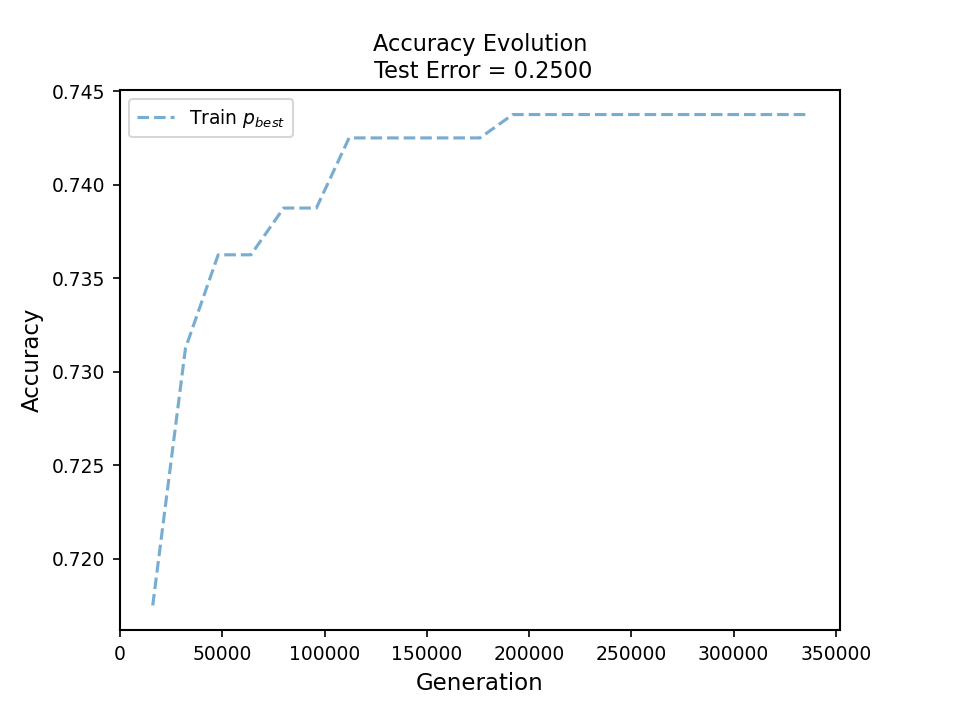 Accuracy Evolution
Test Error = 0.2500
Train p_best
Accuracy
0.745
0.740
0.735
0.730
0.725
0.720
0 50000 100000 150000 200000 250000 300000 350000
Generation